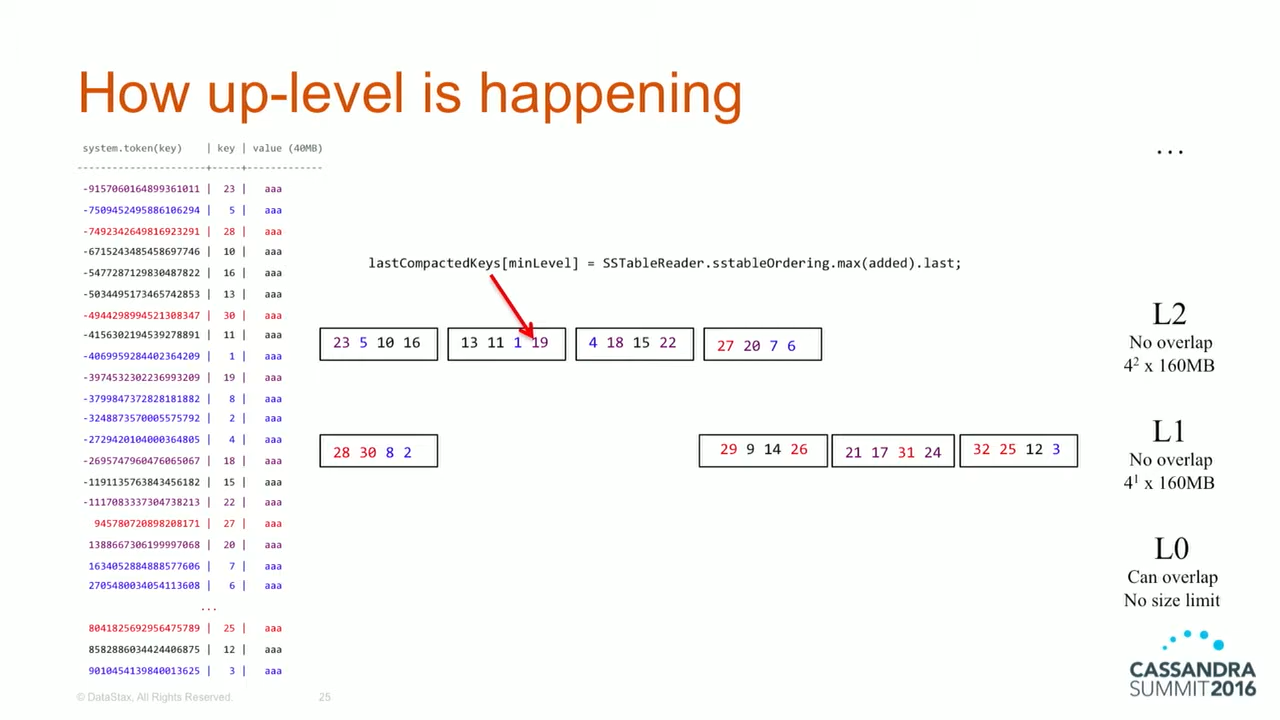 How up-level is happening
system.token(key) | key | value (40MB)
----------------------+-----+-------------
-9157060164899361011 | 23 | aaa
-7509452495886106294 | 5 | aaa
-7492342649816923291 | 28 | aaa
-6715243485458697746 | 10 | aaa
-5477287129830487822 | 16 | aaa
-5034495173465742853 | 13 | aaa
-4944298994521308347 | 30 | aaa
-4156302194539278891 | 11 | aaa
-4069959284402364209 | 1 | aaa
-3974532302236993209 | 19 | aaa
-3799847372828181882 | 8 | aaa
-3248873570005575792 | 2 | aaa
-2729420104000364805 | 4 | aaa
-2695747960476065067 | 18 | aaa
-1191135763843456182 | 15 | aaa
-1117083337304738213 | 22 | aaa
945780720898208171 | 27 | aaa
1388667306199997068 | 20 | aaa
1634052884888577606 | 7 | aaa
2705480034054113608 | 6 | aaa
...
8041825692956475789 | 25 | aaa
8582886034424406875 | 12 | aaa
9010454139840013625 | 3 | aaa
lastCompactedKeys[minLevel] = SSTableReader.sstableOrdering.max(added).last;
23 5 10 16
13 11 1 19
4 18 15 22
27 20 7 6
28 30 8 2
29 9 14 26
21 17 31 24
32 25 12 3
...
L2
No overlap
4² x 160MB
L1
No overlap
4¹ x 160MB
L0
Can overlap
No size limit
© DataStax, All Rights Reserved.
25
CASSANDRA
SUMMIT2016